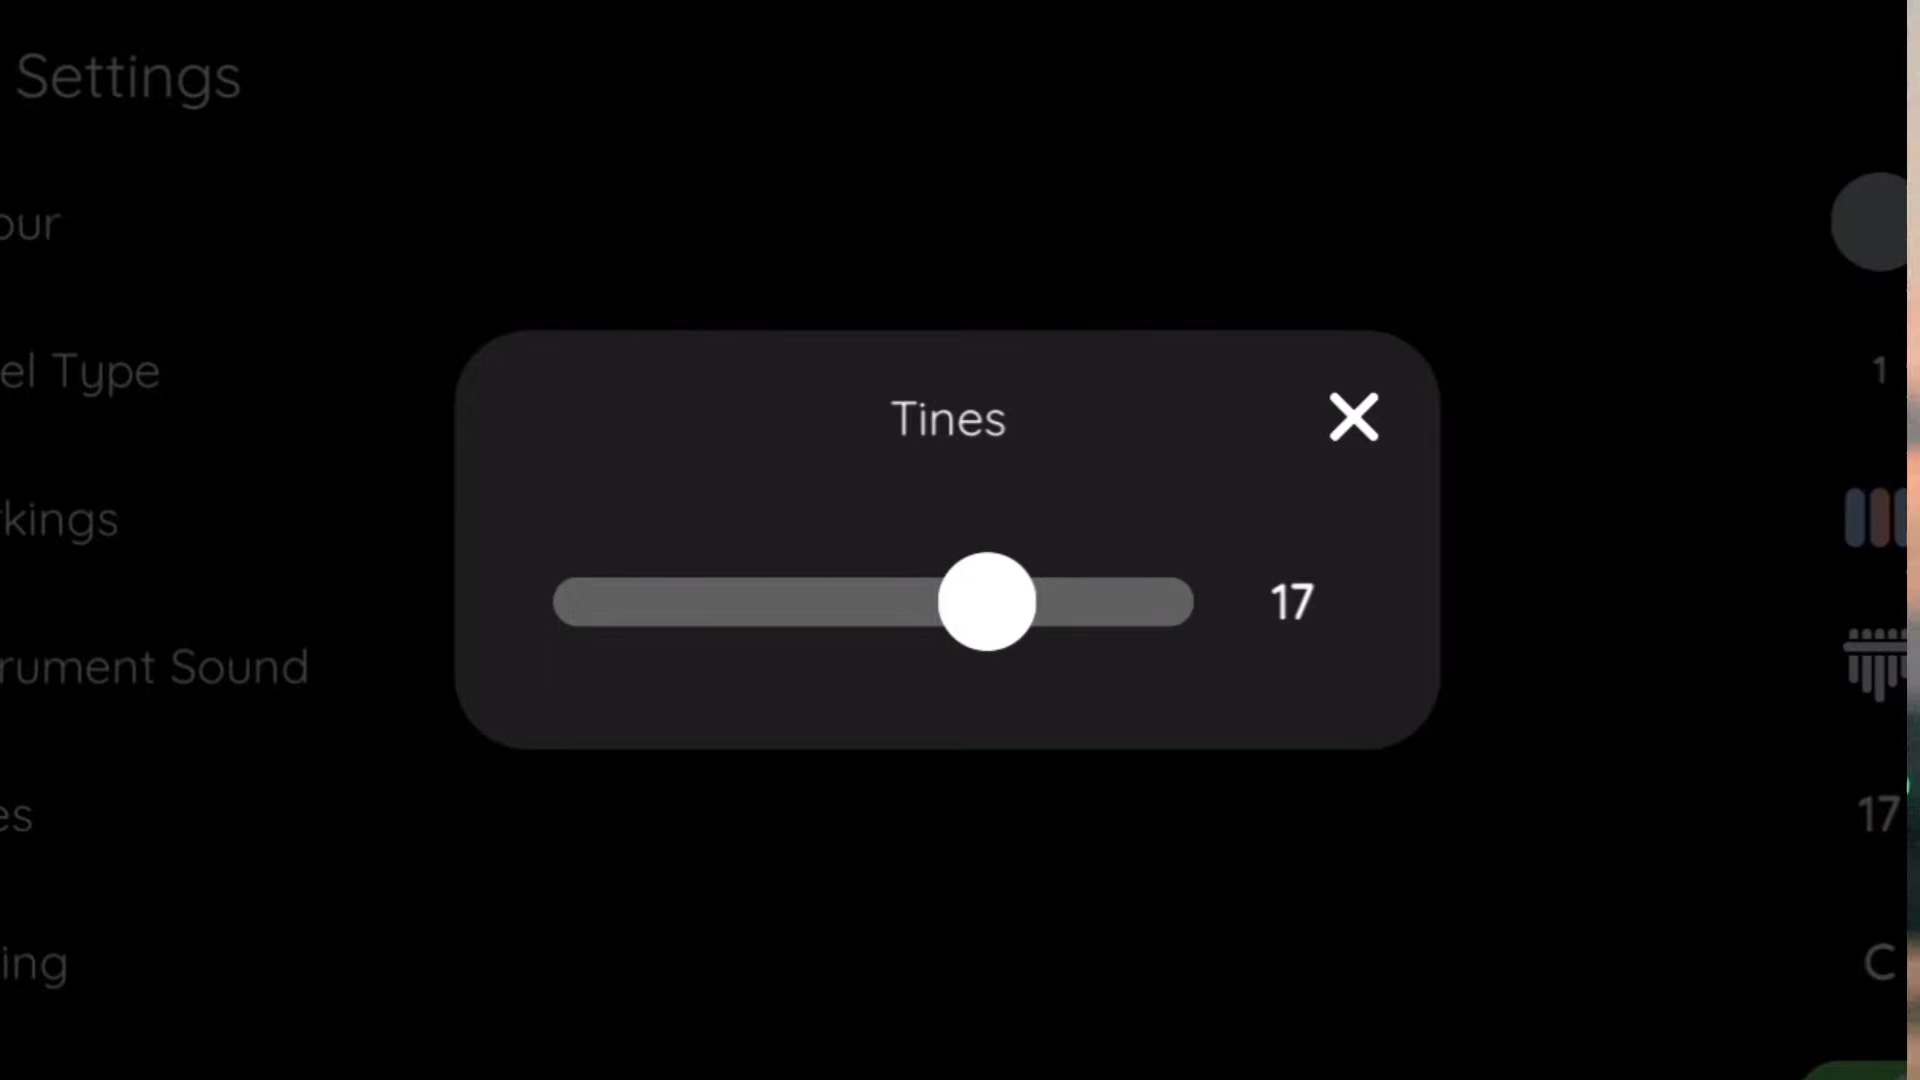 Settings
our
el Type
1
Tines
kings
17
rument Sound
es
17
ing
C